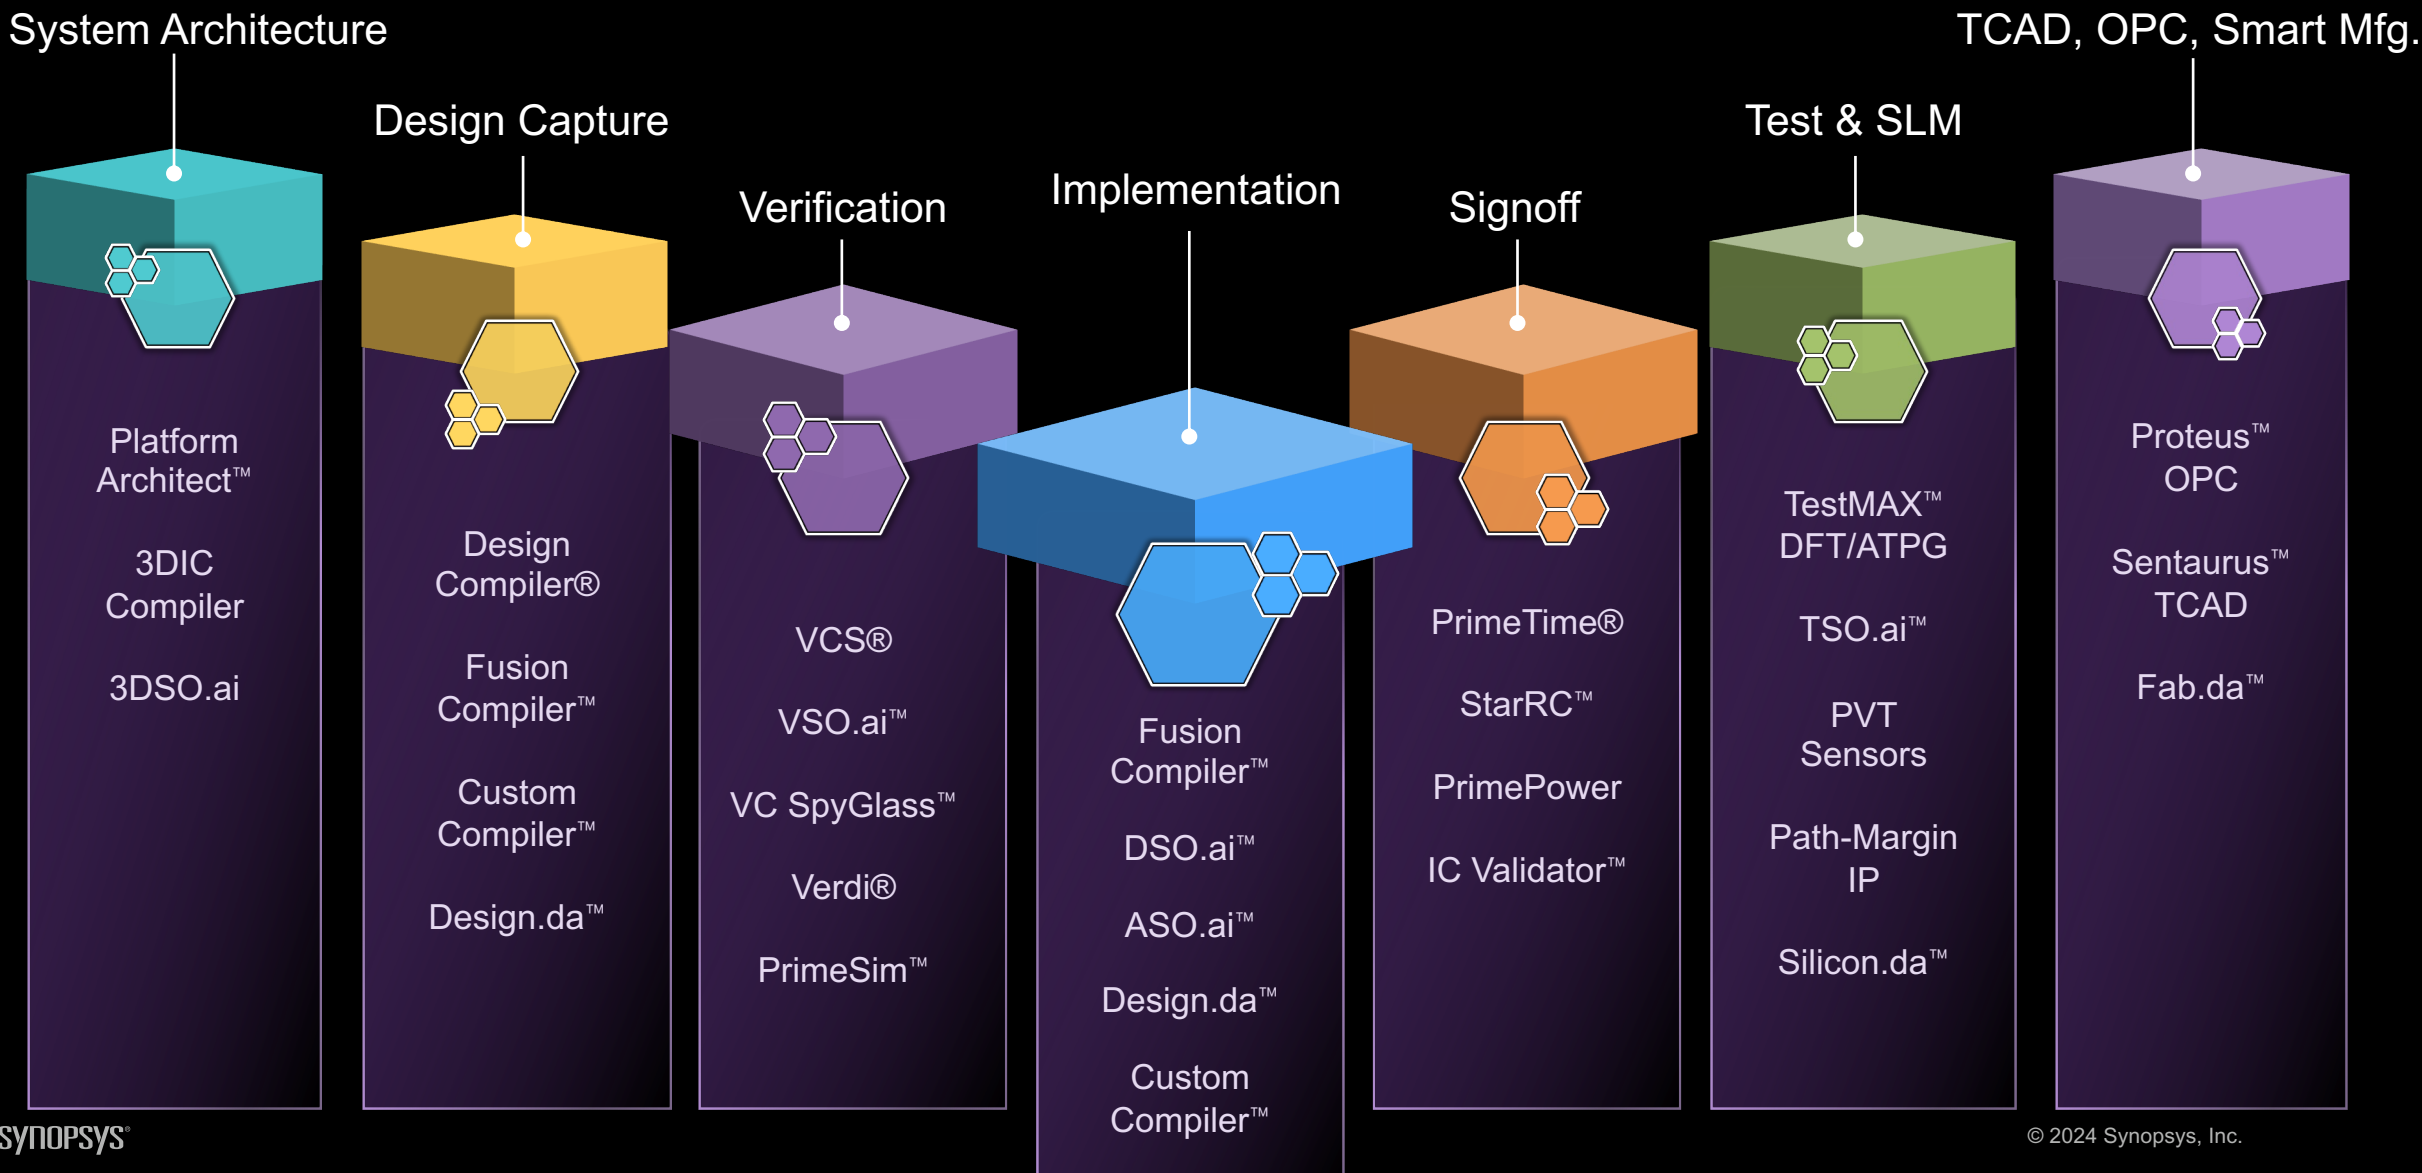 System Architecture
Platform
Architect™
3DIC
Compiler
3DSO.ai
Design Capture
Design
Compiler®
Fusion
Compiler™
Custom
Compiler™
Design.da™
Verification
VCS®
VSO.ai™
VC SpyGlass™
Verdi®
PrimeSim™
Implementation
Fusion
Compiler™
DSO.ai™
ASO.ai™
Design.da™
Custom
Compiler™
Signoff
PrimeTime®
StarRC™
PrimePower
IC Validator™
Test & SLM
TestMAX™
DFT/ATPG
TSO.ai™
PVT
Sensors
Path-Margin
IP
Silicon.da™
TCAD, OPC, Smart Mfg.
Proteus™
OPC
Sentaurus™
TCAD
Fab.da™
SYNOPSYS®
© 2024 Synopsys, Inc.